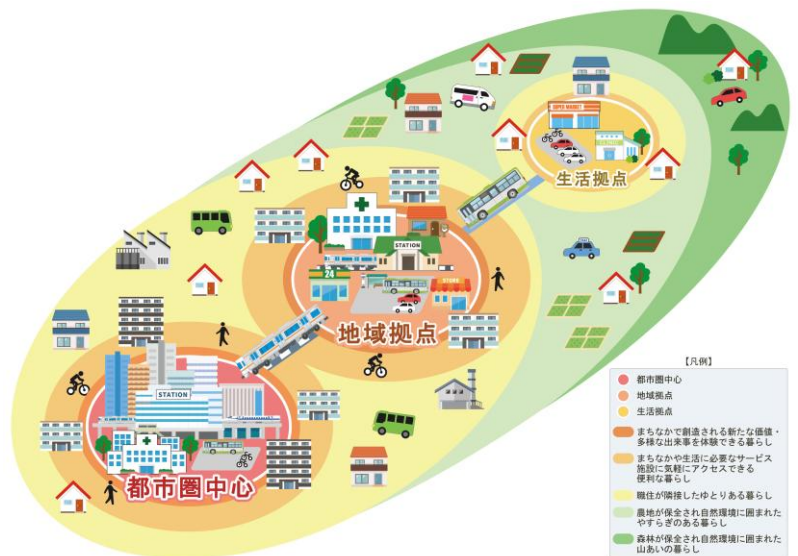 SUPER MARKET
CLINIC
生活拠点
STATION
24
STORE
地域拠点
STATION
都市圏中心
【凡例】
都市圏中心
地域拠点
生活拠点
まちなかで創造される新たな価値・
多様な出来事を体験できる暮らし
まちなかや生活に必要なサービス
施設に気軽にアクセスできる
便利な暮らし
職住が隣接したゆとりある暮らし
農地が保全され自然環境に囲まれた
やすらぎのある暮らし
森林が保全され自然環境に囲まれた
山あいの暮らし